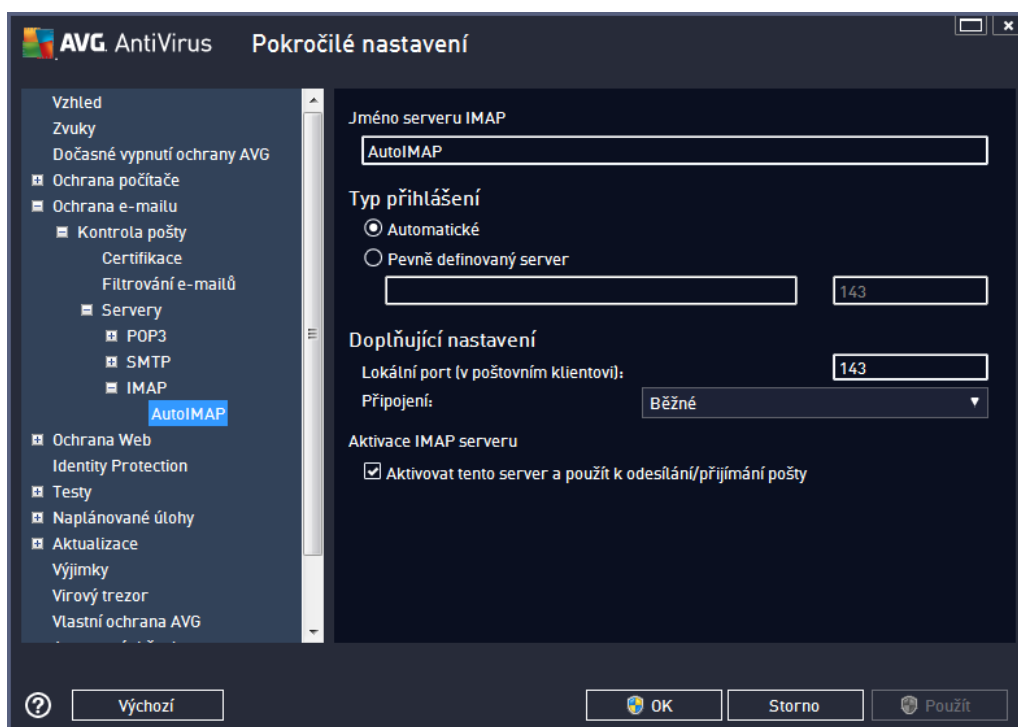 AVG. AntiVirus Pokročilé nastavení
Vzhled
Zvuky
Dočasné vypnutí ochrany AVG
Ochrana počítače
Ochrana e-mailu
Kontrola pošty
Certifikace
Filtrování e-mailů
Servery
POP3
SMTP
IMAP
AutoIMAP
Ochrana Web
Identity Protection
Testy
Naplánované úlohy
Aktualizace
Výjimky
Virový trezor
Vlastní ochrana AVG
Jméno serveru IMAP
AutoIMAP
Typ přihlášení
Automatické
Pevně definovaný server
143
Doplňující nastavení
Lokální port (v poštovním klientovi): 143
Připojení: Běžné
Aktivace IMAP serveru
Aktivovat tento server a použít k odesílání/přijímání pošty
? Výchozí OK Storno Použít